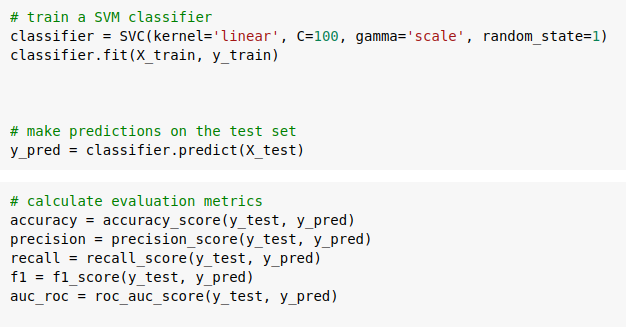 # train a SVM classifier
classifier = SVC(kernel='linear', C=100, gamma='scale', random_state=1)
classifier.fit(X_train, y_train)
# make predictions on the test set
y_pred = classifier.predict(X_test)
# calculate evaluation metrics
accuracy = accuracy_score(y_test, y_pred)
precision = precision_score(y_test, y_pred)
recall = recall_score(y_test, y_pred)
f1 = f1_score(y_test, y_pred)
auc_roc = roc_auc_score(y_test, y_pred)